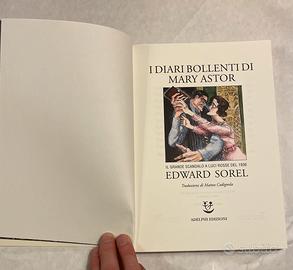 I DIARI BOLLENTI DI
MARY ASTOR
IL GRANDE SCANDALO A LUCI ROSSE DEL 1936
EDWARD SOREL
Traduzione di Matteo Codignola
ADELPHI EDIZIONI